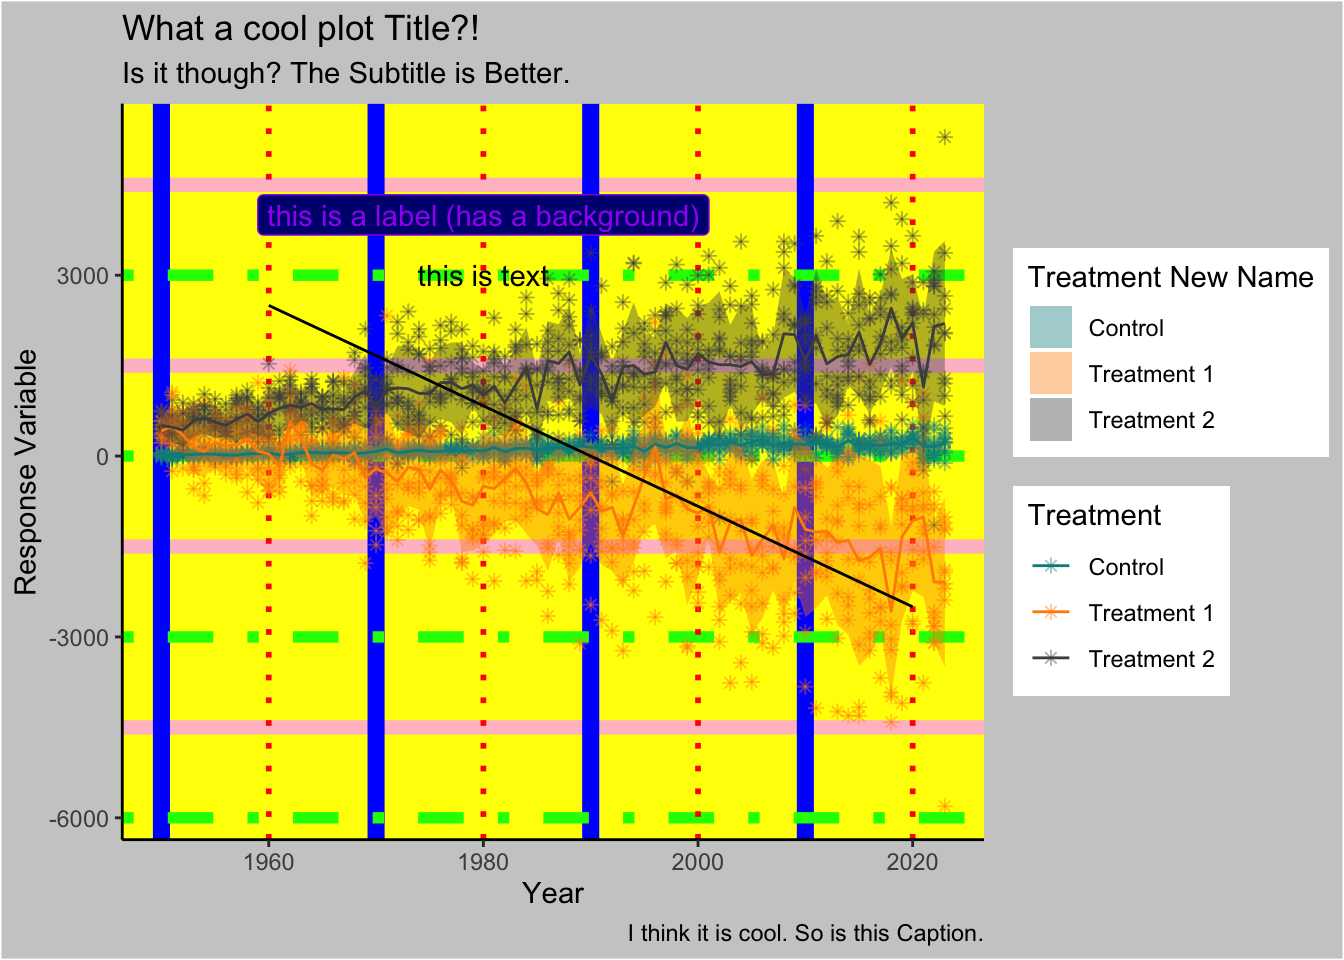 What a cool plot Title?!
Is it though? The Subtitle is Better.
this is a label (has a background)
this is text
3000
0
-3000
-6000
Response Variable
1960
1980
2000
2020
Year
I think it is cool. So is this Caption.
Treatment New Name
Control
Treatment 1
Treatment 2
Treatment
Control
Treatment 1
Treatment 2